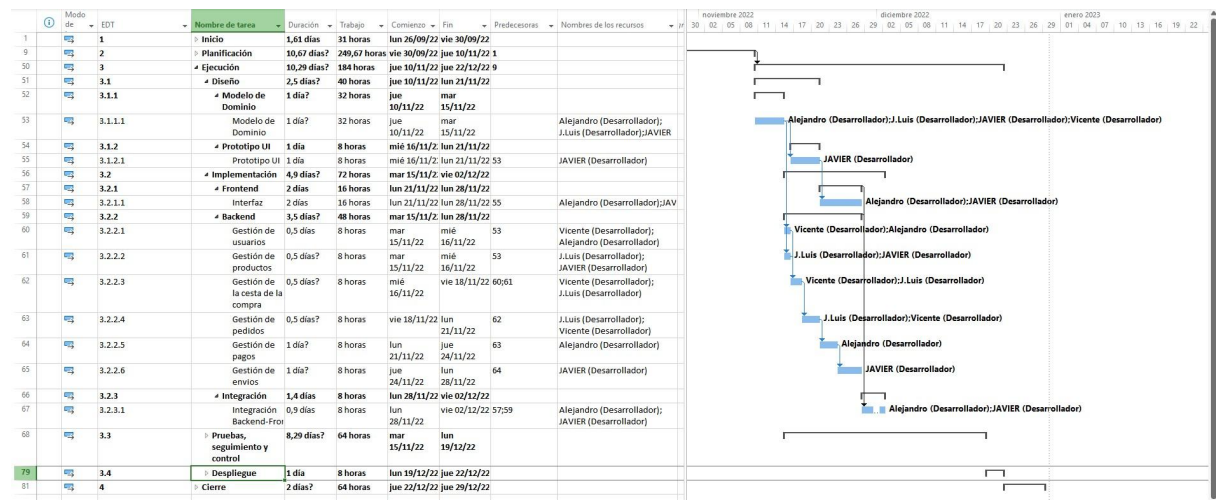 Modo de EDT Nombre de tarea Duración Trabajo Comienzo Fin Predecesoras Nombres de los recursos
noviembre 2022 diciembre 2022 enero 2023
30 02 05 08 11 14 17 20 23 26 29 02 05 08 11 14 17 20 23 26 29 01 04 07 10 13 16 19 22
1 1 Inicio 1,61 días 31 horas lun 26/09/22 vie 30/09/22
9 2 Planificación 10,67 días? 249,67 horas vie 30/09/22 jue 10/11/22 1
50 3 Ejecución 10,29 días? 184 horas jue 10/11/22 jue 22/12/22 9
51 3.1 Diseño 2,5 días? 40 horas jue 10/11/22 lun 21/11/22
52 3.1.1 Modelo de Dominio 1 día? 32 horas jue 10/11/22 mar 15/11/22
53 3.1.1.1 Modelo de Dominio 1 día? 32 horas jue 10/11/22 mar 15/11/22 Alejandro (Desarrollador); J.Luis (Desarrollador);JAVIER
Alejandro (Desarrollador);J.Luis (Desarrollador);JAVIER (Desarrollador);Vicente (Desarrollador)
54 3.1.2 Prototipo UI 1 día 8 horas mié 16/11/2 lun 21/11/22
55 3.1.2.1 Prototipo UI 1 día 8 horas mié 16/11/2 lun 21/11/22 53 JAVIER (Desarrollador)
JAVIER (Desarrollador)
56 3.2 Implementación 4,9 días? 72 horas mar 15/11/2 vie 02/12/22
57 3.2.1 Frontend 2 días 16 horas lun 21/11/22 lun 28/11/22
58 3.2.1.1 Interfaz 2 días 16 horas lun 21/11/22 lun 28/11/22 55 Alejandro (Desarrollador);JAV
Alejandro (Desarrollador);JAVIER (Desarrollador)
59 3.2.2 Backend 3,5 días? 48 horas mar 15/11/2 lun 28/11/22
60 3.2.2.1 Gestión de usuarios 0,5 días? 8 horas mar 15/11/22 mié 16/11/22 53 Vicente (Desarrollador); Alejandro (Desarrollador)
Vicente (Desarrollador);Alejandro (Desarrollador)
61 3.2.2.2 Gestión de productos 0,5 días? 8 horas mar 15/11/22 mié 16/11/22 53 J.Luis (Desarrollador); JAVIER (Desarrollador)
J.Luis (Desarrollador);JAVIER (Desarrollador)
62 3.2.2.3 Gestión de la cesta de la compra 0,5 días? 8 horas mié 16/11/22 vie 18/11/22 60;61 Vicente (Desarrollador); J.Luis (Desarrollador)
Vicente (Desarrollador);J.Luis (Desarrollador)
63 3.2.2.4 Gestión de pedidos 0,5 días? 8 horas vie 18/11/22 lun 21/11/22 62 J.Luis (Desarrollador); Vicente (Desarrollador)
J.Luis (Desarrollador);Vicente (Desarrollador)
64 3.2.2.5 Gestión de pagos 1 día? 8 horas lun 21/11/22 jue 24/11/22 63 Alejandro (Desarrollador)
Alejandro (Desarrollador)
65 3.2.2.6 Gestión de envios 1 día? 8 horas jue 24/11/22 lun 28/11/22 64 JAVIER (Desarrollador)
JAVIER (Desarrollador)
66 3.2.3 Integración 1,4 días 8 horas lun 28/11/22 vie 02/12/22
67 3.2.3.1 Integración Backend-Fror 0,9 días 8 horas lun 28/11/22 vie 02/12/22 57;59 Alejandro (Desarrollador); JAVIER (Desarrollador)
Alejandro (Desarrollador);JAVIER (Desarrollador)
68 3.3 Pruebas, seguimiento y control 8,29 días? 64 horas mar 15/11/22 lun 19/12/22
79 3.4 Despliegue 1 día 8 horas lun 19/12/22 jue 22/12/22
81 4 Cierre 2 días? 64 horas jue 22/12/22 jue 29/12/22